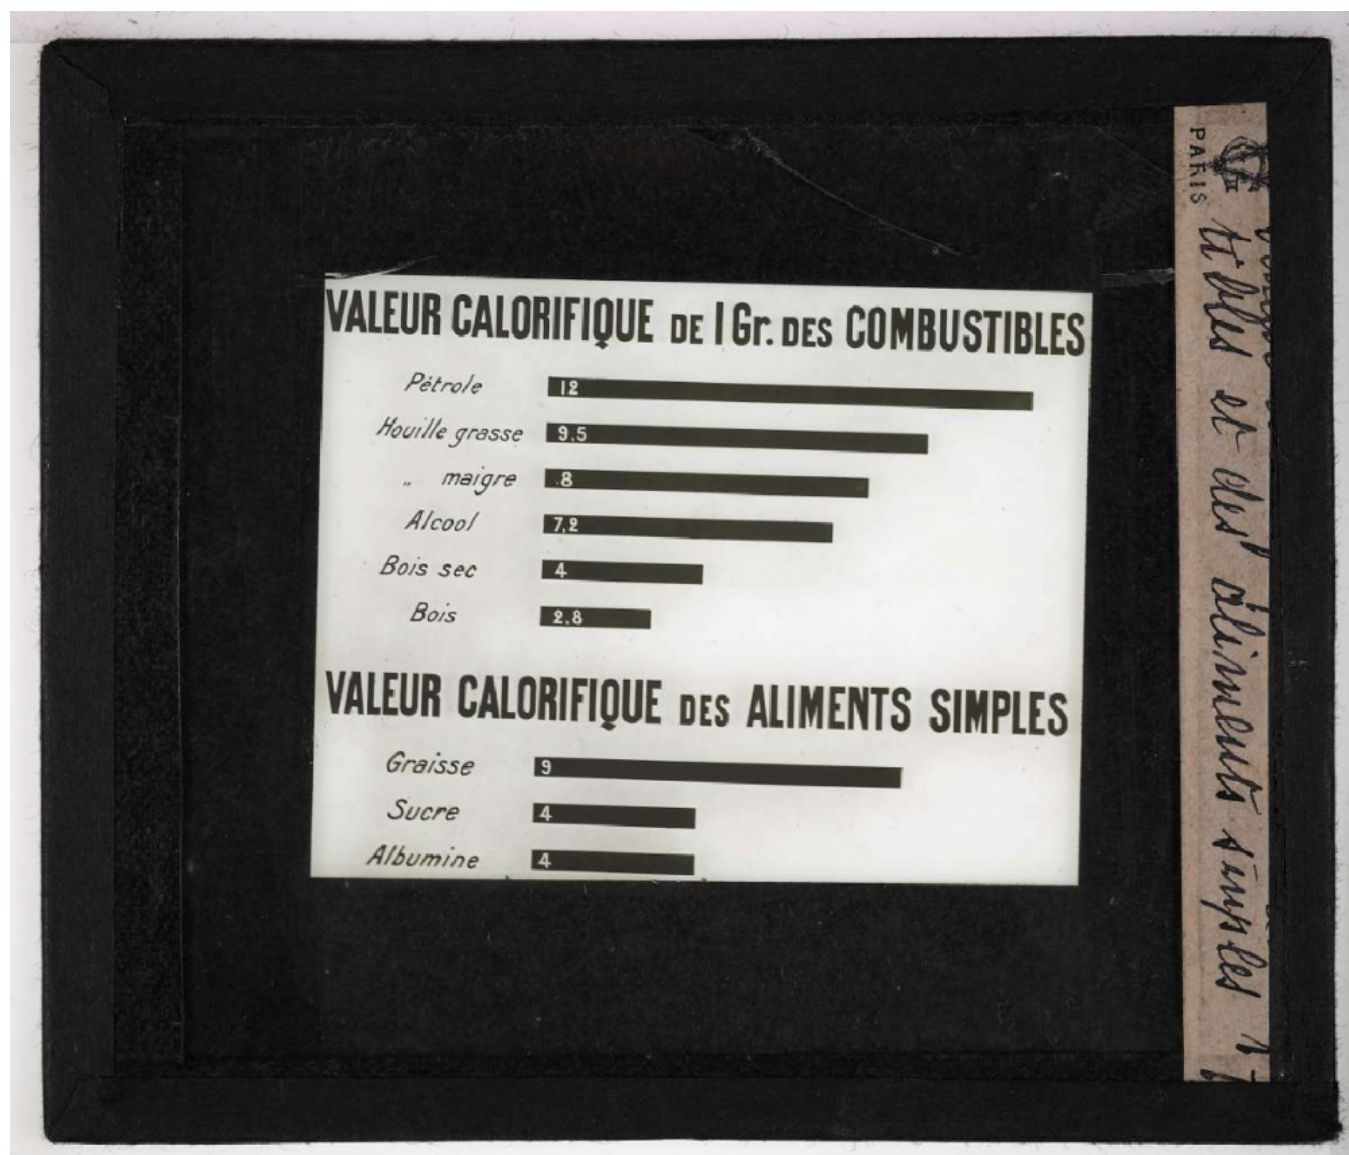 VALEUR CALORIFIQUE DE 1 Gr. DES COMBUSTIBLES
Pétrole 12
Houille grasse 9,5
„ maigre 8
Alcool 7,2
Bois sec 4
Bois 2,8
VALEUR CALORIFIQUE DES ALIMENTS SIMPLES
Graisse 9
Sucre 4
Albumine 4
PARIS
tibles et des aliments simples